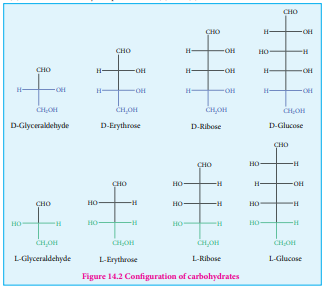 CHO
H OH
CH₂OH
D-Glyceraldehyde
CHO
H OH
H OH
CH₂OH
D-Erythrose
CHO
H OH
H OH
H OH
CH₂OH
D-Ribose
CHO
H OH
HO H
H OH
H OH
CH₂OH
D-Glucose
CHO
HO H
CH₂OH
L-Glyceraldehyde
CHO
HO H
HO H
CH₂OH
L-Erythrose
CHO
HO H
HO H
HO H
CH₂OH
L-Ribose
CHO
HO H
H OH
HO H
HO H
CH₂OH
L-Glucose
Figure 14.2 Configuration of carbohydrates